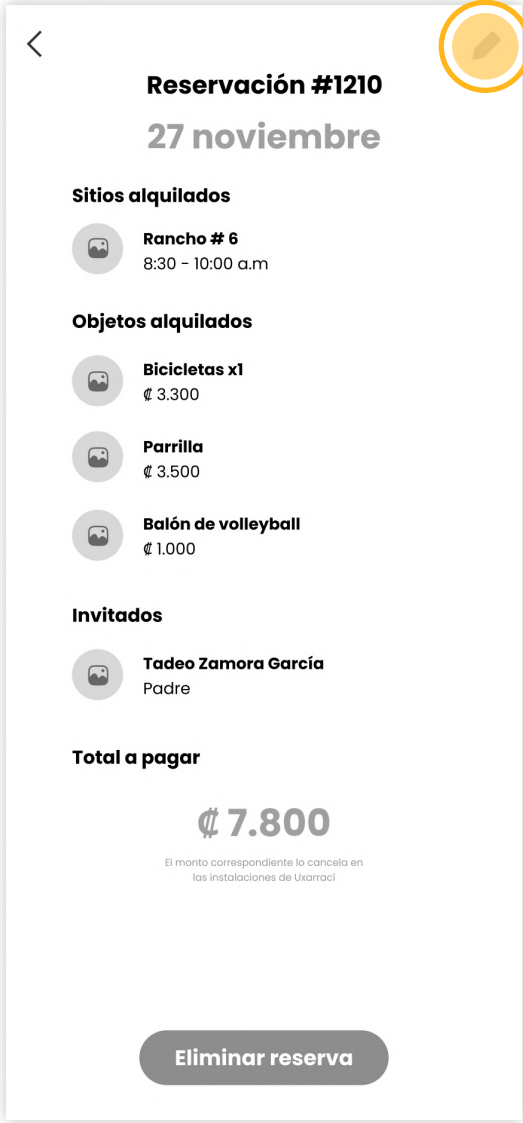 Reservación #1210
27 noviembre
Sitios alquilados
Rancho # 6
8:30 - 10:00 a.m
Objetos alquilados
Bicicletas x1
₡ 3.300
Parrilla
₡ 3.500
Balón de volleyball
₡ 1.000
Invitados
Tadeo Zamora García
Padre
Total a pagar
₡ 7.800
El monto correspondiente lo cancela en
las instalaciones de Uxarrací
Eliminar reserva